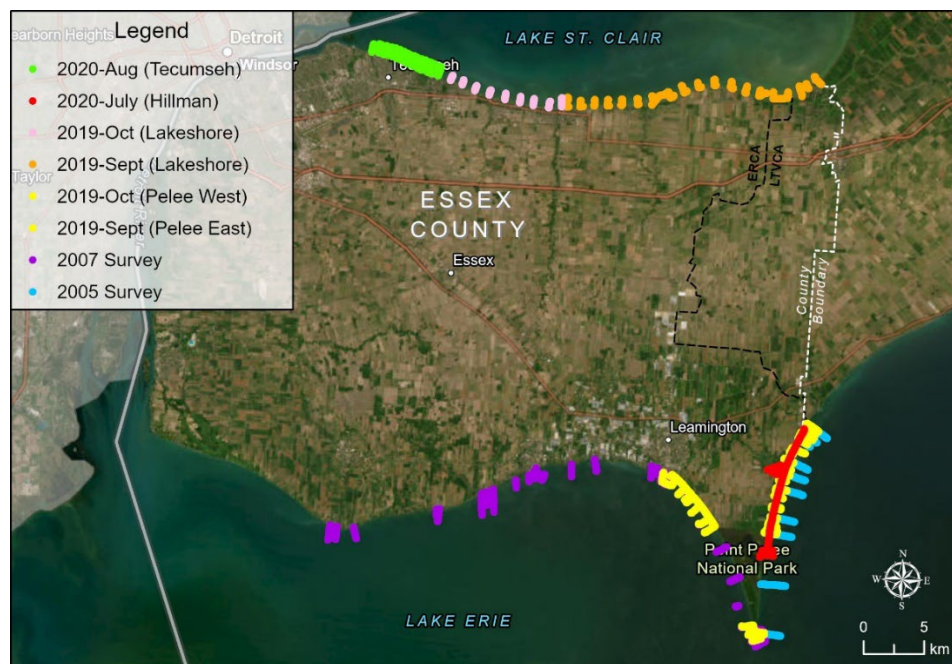 earborn Heights
Legend
Detroit
Windsor
LAKE ST. CLAIR
2020-Aug (Tecumseh)
2020-July (Hillman)
2019-Oct (Lakeshore)
2019-Sept (Lakeshore)
2019-Oct (Pelee West)
2019-Sept (Pelee East)
2007 Survey
2005 Survey
Taylor
ERCA
LTVCA
ESSEX
COUNTY
Essex
County
Boundary
Leamington
National Park
LAKE ERIE
N
W
E
S
0
5
km